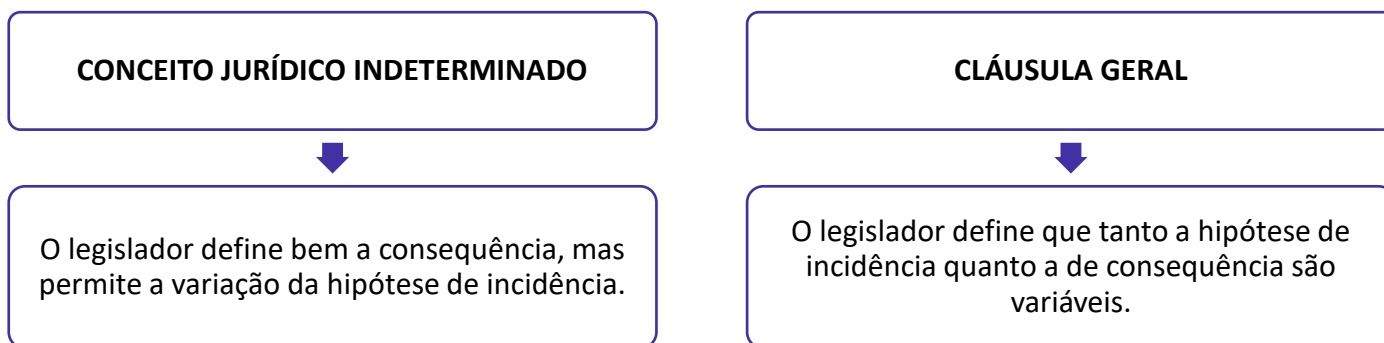 CONCEITO JURÍDICO INDETERMINADO
O legislador define bem a consequência, mas
permite a variação da hipótese de incidência.
CLÁUSULA GERAL
O legislador define que tanto a hipótese de
incidência quanto a de consequência são
variáveis.